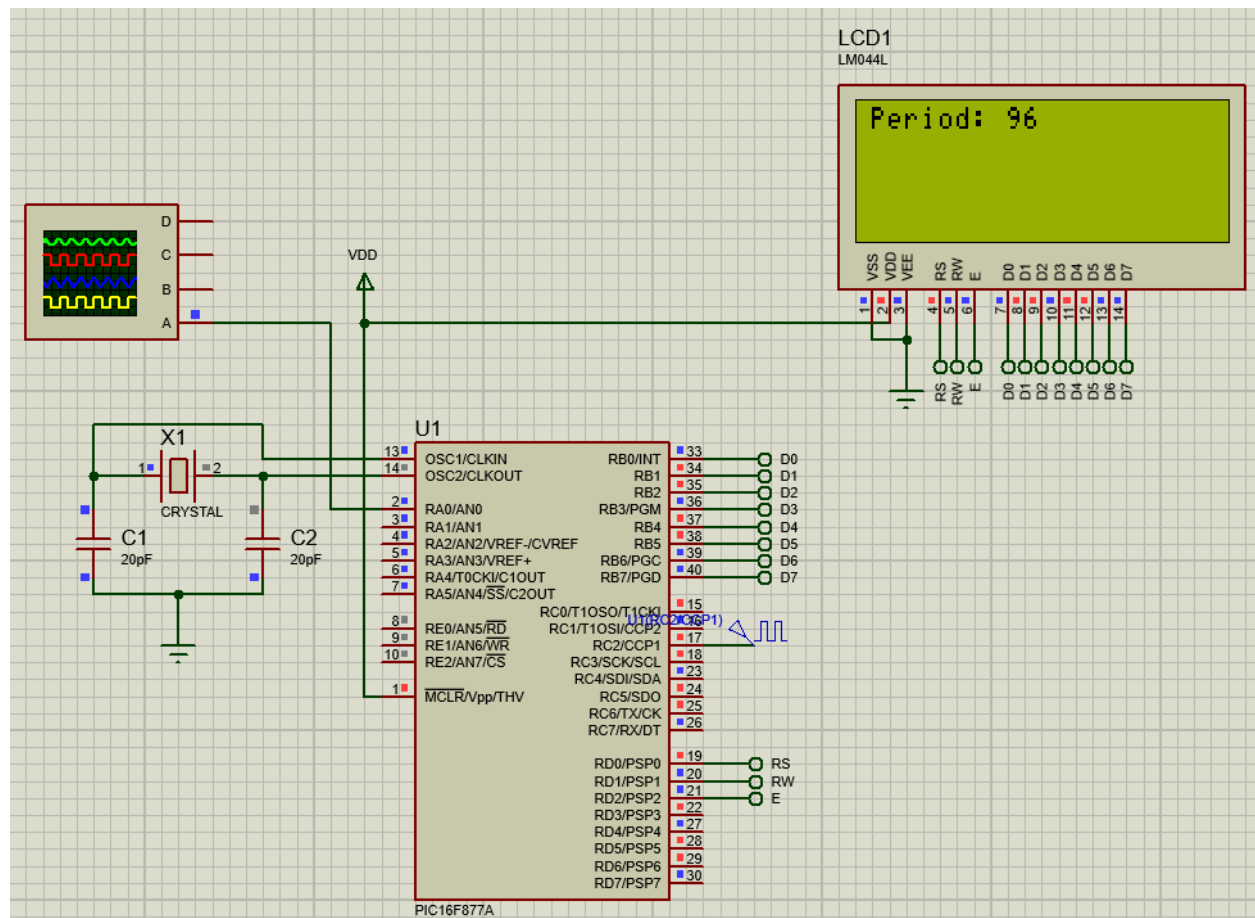 LCD1
LM044L
Period: 96
VSS
VDD
VEE
RS
RW
E
D0
D1
D2
D3
D4
D5
D6
D7
1
2
3
4
5
6
7
8
9
10
11
12
13
14
RS
RW
E
D0
D1
D2
D3
D4
D5
D6
D7
D
C
B
A
VDD
X1
1
2
CRYSTAL
C1
20pF
C2
20pF
U1
13 OSC1/CLKIN
14 OSC2/CLKOUT
2 RA0/AN0
3 RA1/AN1
4 RA2/AN2/VREF-/CVREF
5 RA3/AN3/VREF+
6 RA4/T0CKI/C1OUT
7 RA5/AN4/SS/C2OUT
8 RE0/AN5/RD
9 RE1/AN6/WR
10 RE2/AN7/CS
1 MCLR/Vpp/THV
RB0/INT 33 D0
RB1 34 D1
RB2 35 D2
RB3/PGM 36 D3
RB4 37 D4
RB5 38 D5
RB6/PGC 39 D6
RB7/PGD 40 D7
RC0/T1OSO/T1CKI 15
U1(RC2/CCP1)
RC1/T1OSI/CCP2 16
RC2/CCP1 17
RC3/SCK/SCL 18
RC4/SDI/SDA 23
RC5/SDO 24
RC6/TX/CK 25
RC7/RX/DT 26
RD0/PSP0 19 RS
RD1/PSP1 20 RW
RD2/PSP2 21 E
RD3/PSP3 22
RD4/PSP4 27
RD5/PSP5 28
RD6/PSP6 29
RD7/PSP7 30
PIC16F877A